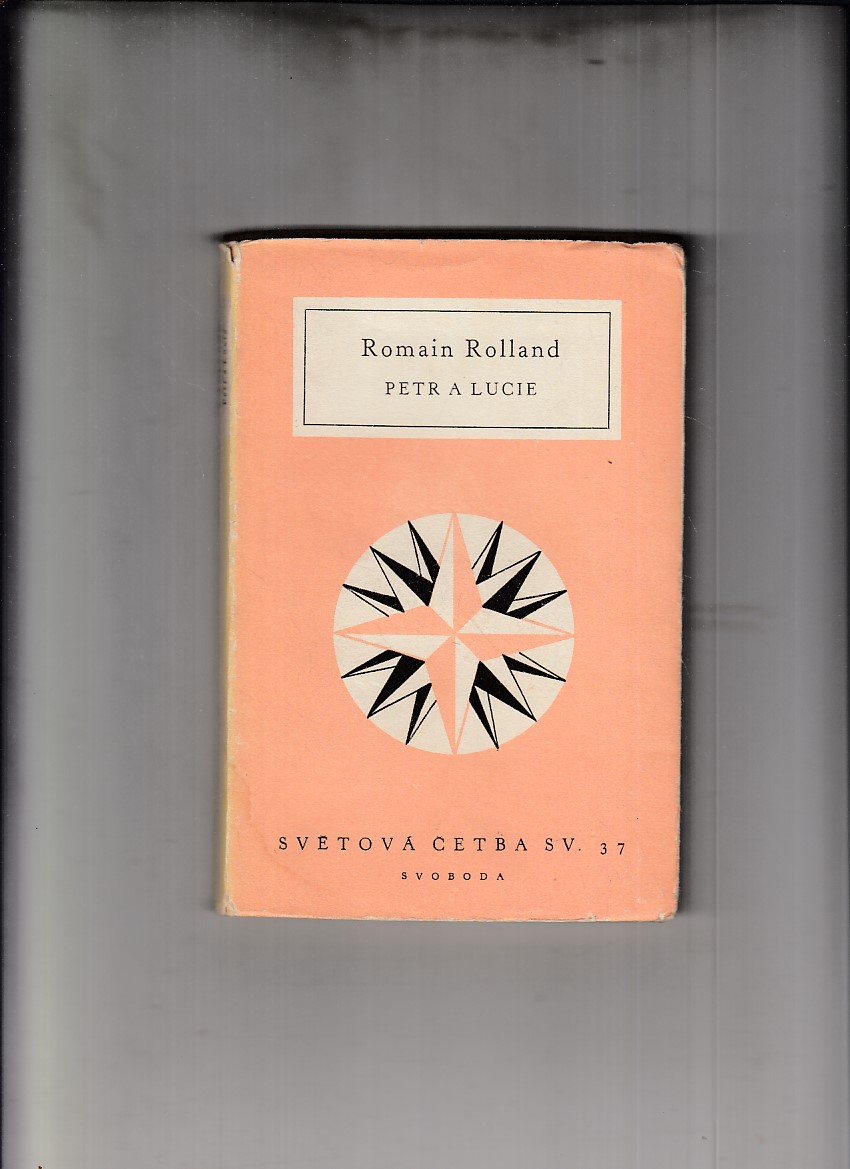 Romain Rolland
PETR A LUCIE
SVĚTOVÁ ČETBA SV. 37
SVOBODA